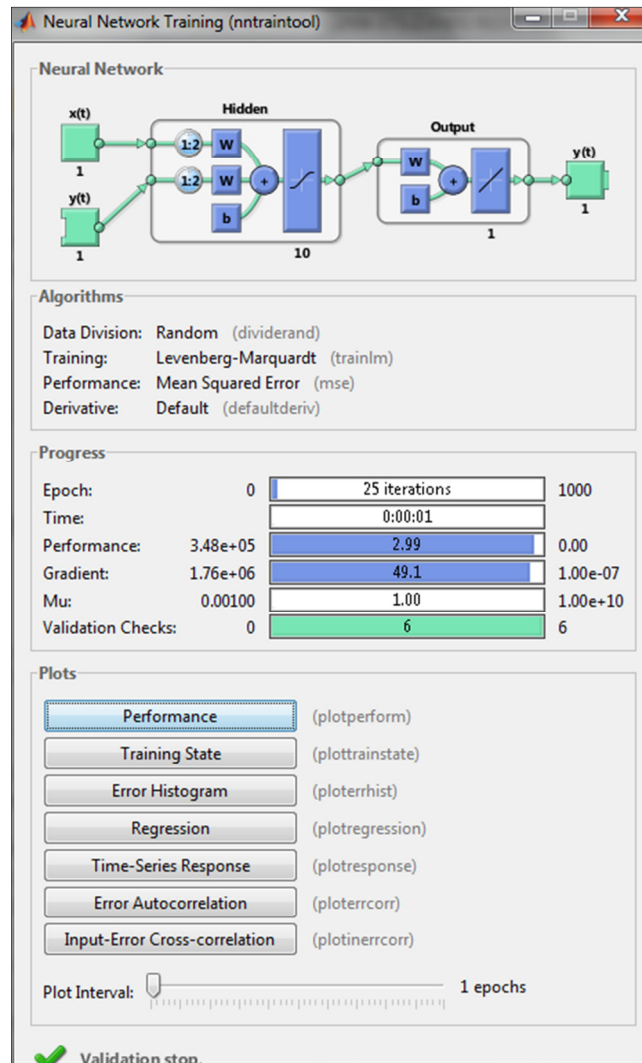 Neural Network Training (nntraintool)
Neural Network
x(t)
1
y(t)
1
Hidden
1:2 W
1:2 W
+
b
10
Output
W
+
b
1
y(t)
1
Algorithms
Data Division: Random (dividerand)
Training: Levenberg-Marquardt (trainlm)
Performance: Mean Squared Error (mse)
Derivative: Default (defaultderiv)
Progress
Epoch: 0 25 iterations 1000
Time: 0:00:01
Performance: 3.48e+05 2.99 0.00
Gradient: 1.76e+06 49.1 1.00e-07
Mu: 0.00100 1.00 1.00e+10
Validation Checks: 0 6 6
Plots
Performance (plotperform)
Training State (plottrainstate)
Error Histogram (ploterrhist)
Regression (plotregression)
Time-Series Response (plotresponse)
Error Autocorrelation (ploterrcorr)
Input-Error Cross-correlation (plotinerrcorr)
Plot Interval: 1 epochs
Validation stop.